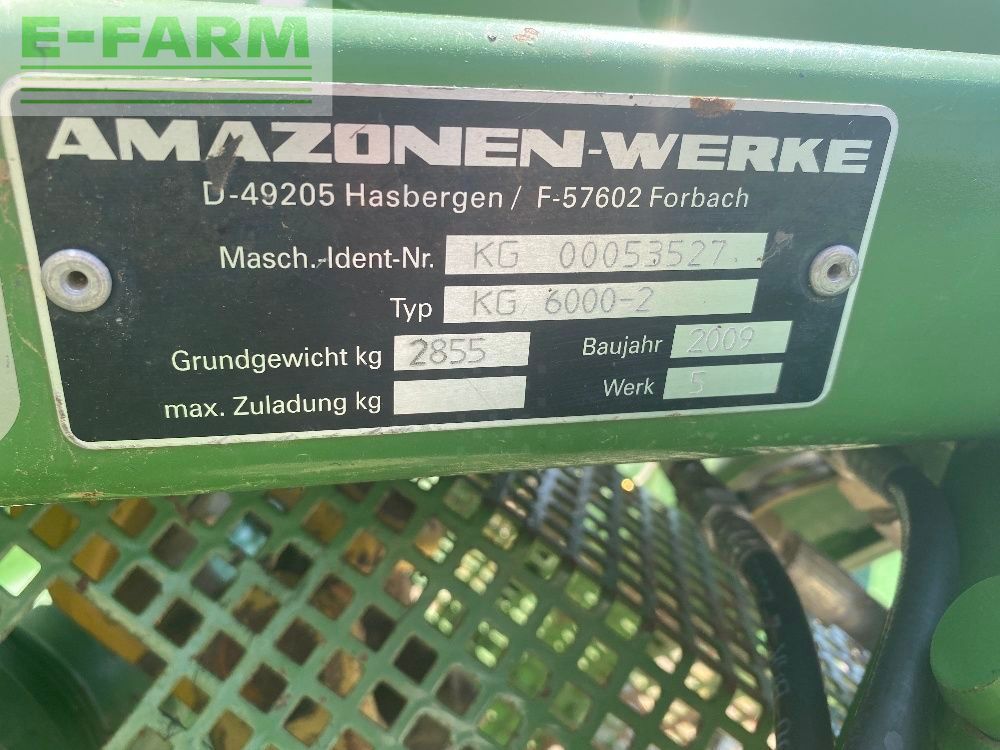 E-FARM
AMAZONEN-WERKE
D-49205 Hasbergen / F-57602 Forbach
Masch.-Ident-Nr. KG 00053527
Typ KG 6000-2
Grundgewicht kg 2855
Baujahr 2009
max. Zuladung kg
Werk 5